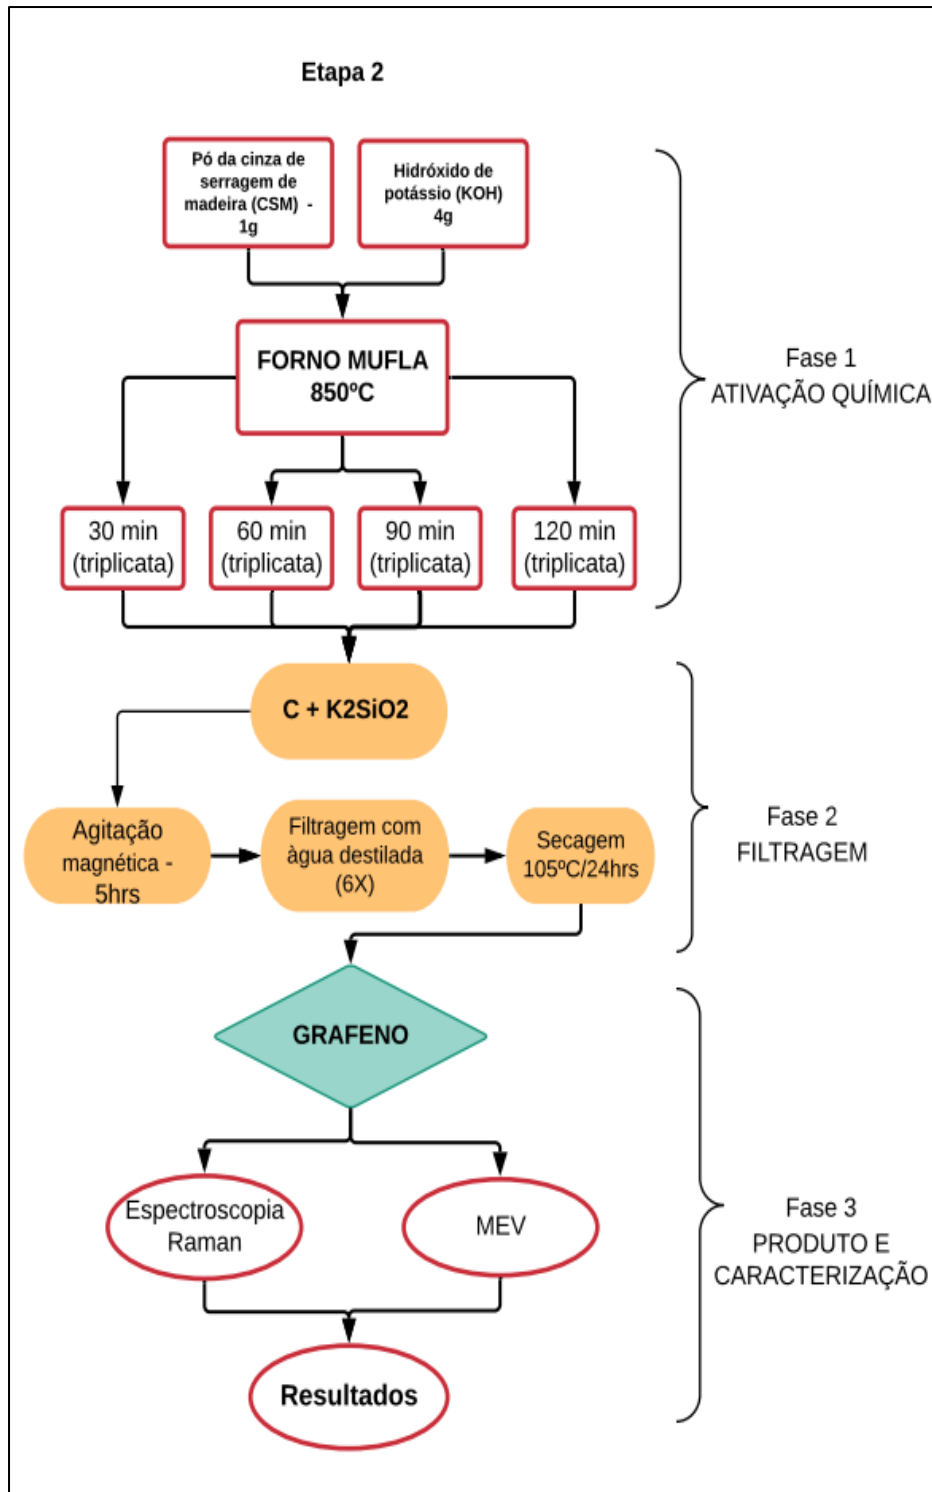 Etapa 2
Pó da cinza de
serragem de
madeira (CSM) -
1g
Hidróxido de
potássio (KOH)
4g
FORNO MUFLA
850ºC
Fase 1
ATIVAÇÃO QUÍMICA
30 min
(triplicata)
60 min
(triplicata)
90 min
(triplicata)
120 min
(triplicata)
C + K2SiO2
Agitação
magnética -
5hrs
Filtragem com
àgua destilada
(6X)
Secagem
105ºC/24hrs
Fase 2
FILTRAGEM
GRAFENO
Espectroscopia
Raman
MEV
Fase 3
PRODUTO E
CARACTERIZAÇÃO
Resultados